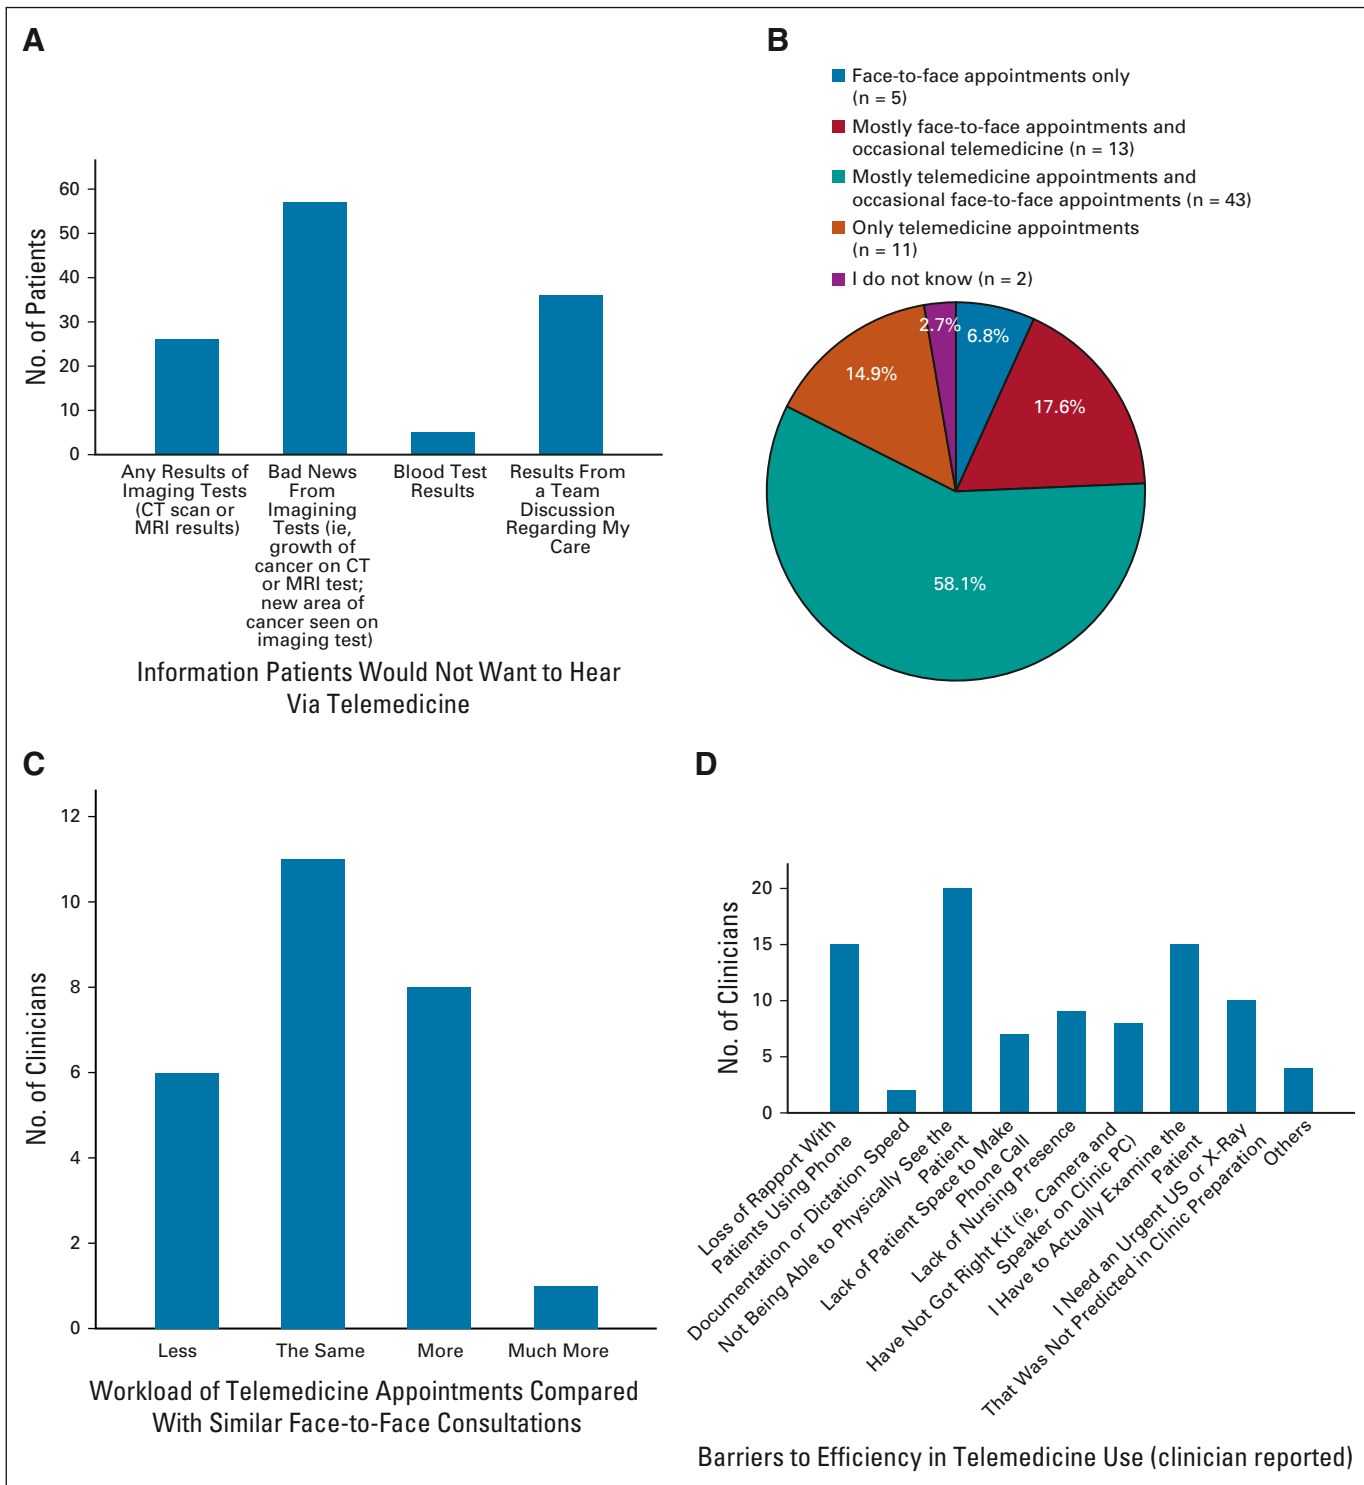 A
No. of Patients
60
50
40
30
20
10
0
Any Results of
Imaging Tests
(CT scan or
MRI results)
Bad News
From
Imagining
Tests (ie,
growth of
cancer on CT
or MRI test;
new area of
cancer seen on
imaging test)
Blood Test
Results
Results From
a Team
Discussion
Regarding My
Care
Information Patients Would Not Want to Hear
Via Telemedicine
B
Face-to-face appointments only
(n = 5)
Mostly face-to-face appointments and
occasional telemedicine (n = 13)
Mostly telemedicine appointments and
occasional face-to-face appointments (n = 43)
Only telemedicine appointments
(n = 11)
I do not know (n = 2)
2.7%
6.8%
14.9%
17.6%
58.1%
C
No. of Clinicians
12
10
8
6
4
2
0
Less
The Same
More
Much More
Workload of Telemedicine Appointments Compared
With Similar Face-to-Face Consultations
D
No. of Clinicians
20
15
10
5
0
Loss of Rapport With
Patients Using Phone
Documentation or Dictation Speed
Not Being Able to Physically See the
Patient
Lack of Patient Space to Make
Phone Call
Lack of Nursing Presence
Have Not Got Right Kit (ie, Camera and
Speaker on Clinic PC)
I Have to Actually Examine the
Patient
I Need an Urgent US or X-Ray
That Was Not Predicted in Clinic Preparation
Others
Barriers to Efficiency in Telemedicine Use (clinician reported)